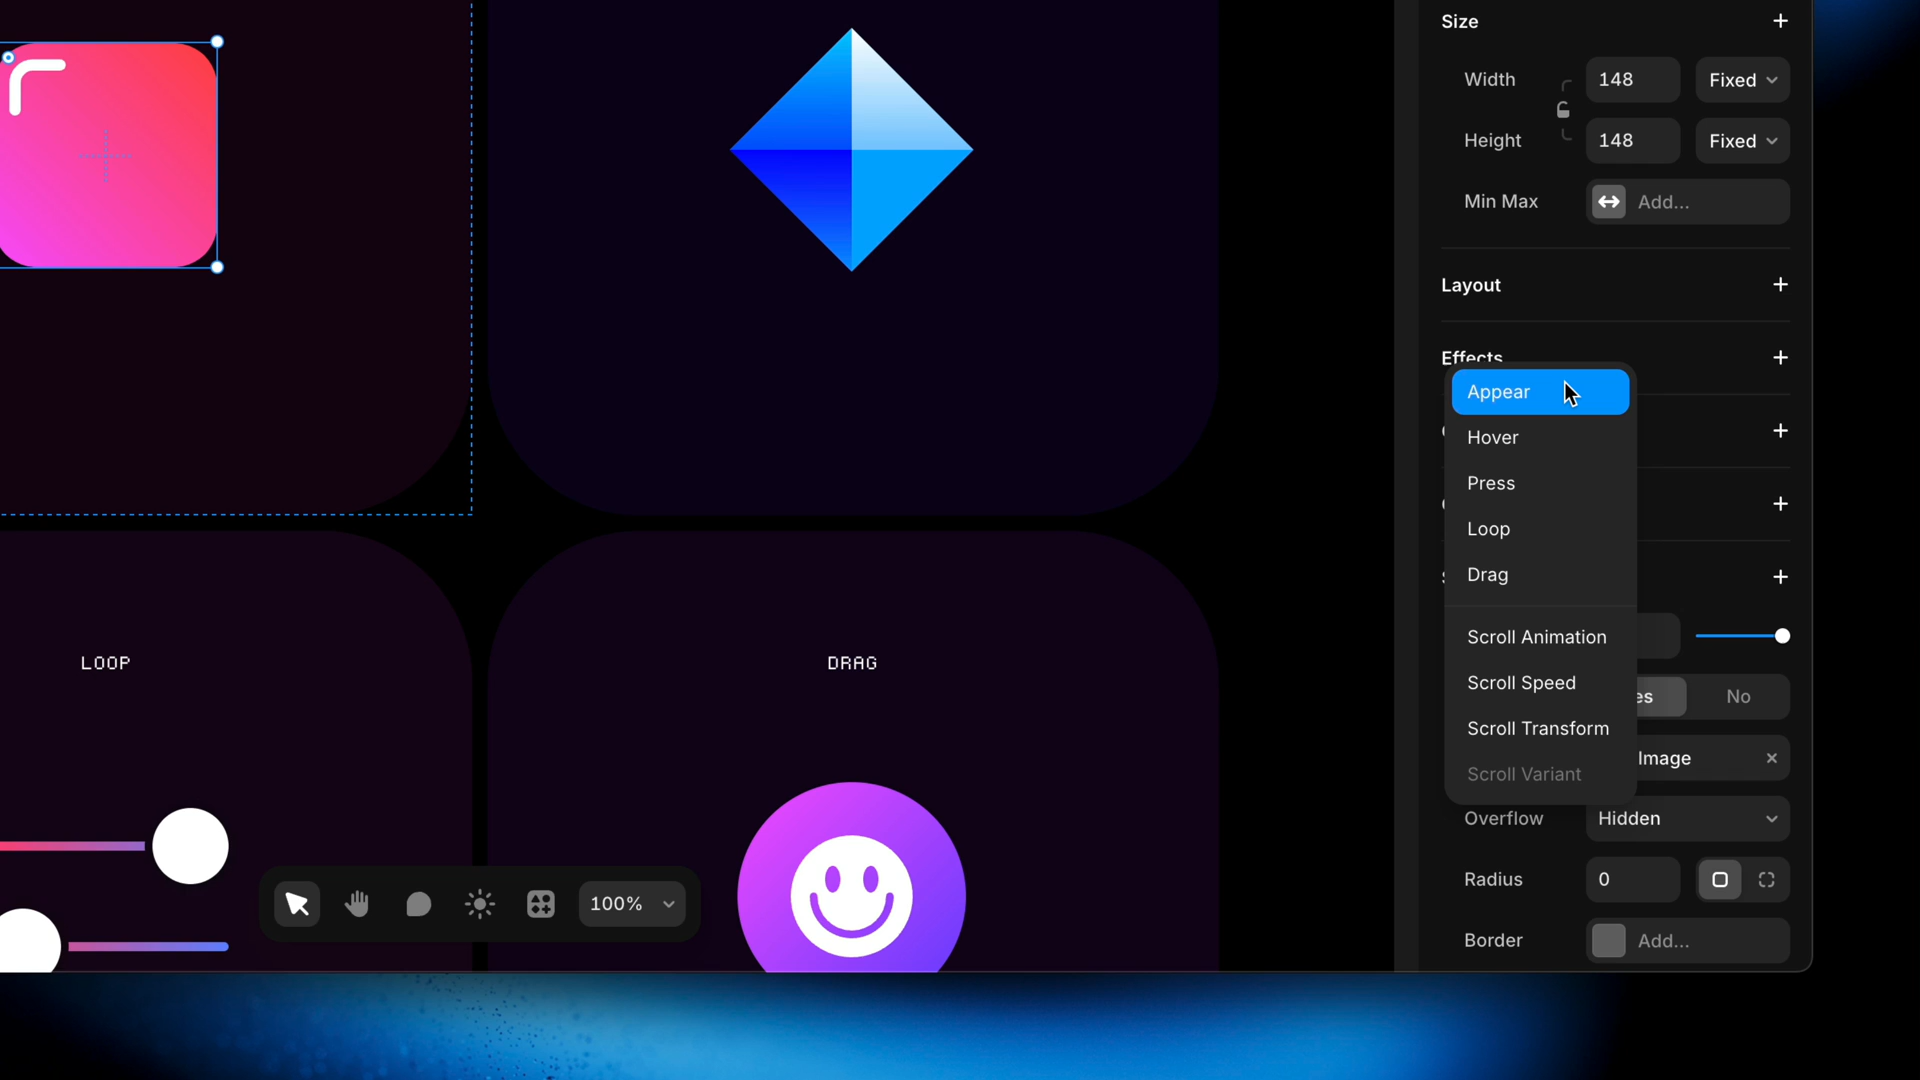 Size
Width 148 Fixed
Height 148 Fixed
Min Max Add...
Layout
Effects
Appear
Hover
Press
Loop
Drag
Scroll Animation
Scroll Speed
Scroll Transform
Scroll Variant
No
Image
Overflow Hidden
Radius 0
Border Add...
LOOP
DRAG
100%